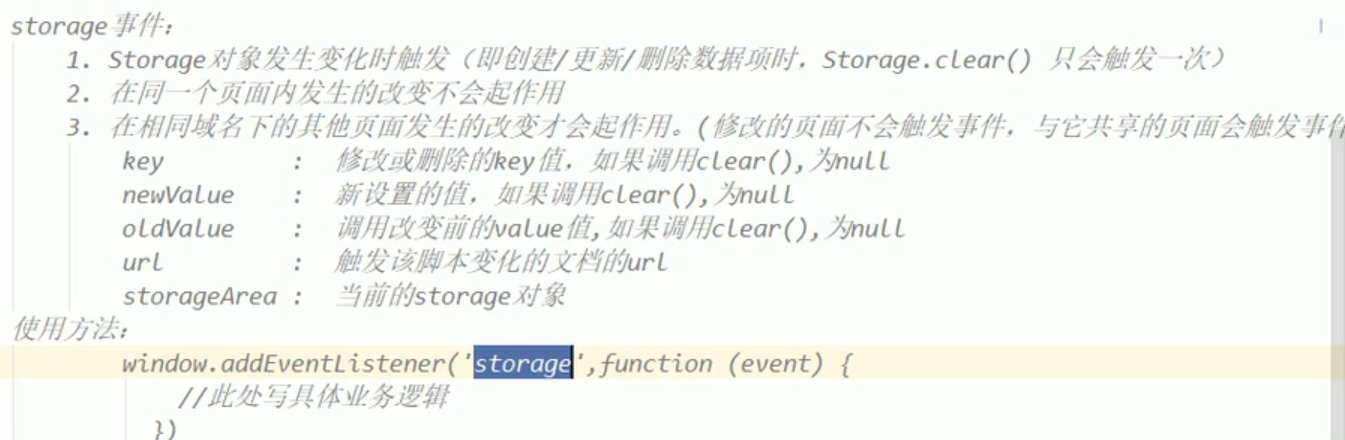 storage事件:
1. Storage对象发生变化时触发（即创建/更新/删除数据项时，Storage.clear() 只会触发一次）
2. 在同一个页面内发生的改变不会起作用
3. 在相同域名下的其他页面发生的改变才会起作用。(修改的页面不会触发事件，与它共享的页面会触发事件
key : 修改或删除的key值，如果调用clear(),为null
newValue : 新设置的值，如果调用clear(),为null
oldValue : 调用改变前的value值,如果调用clear(),为null
url : 触发该脚本变化的文档的url
storageArea : 当前的storage对象
使用方法:
window.addEventListener('storage',function (event) {
//此处写具体业务逻辑
})